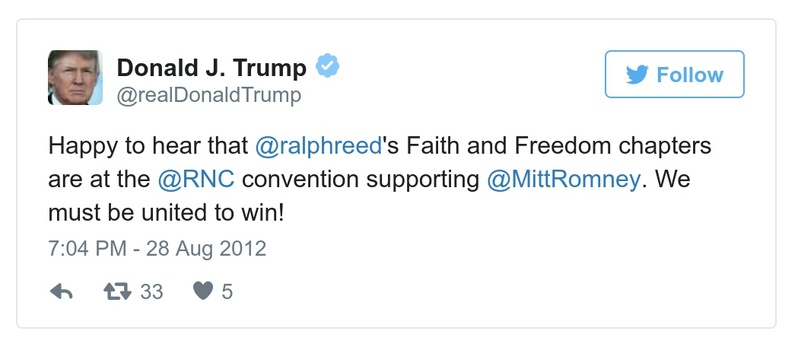 Donald J. Trump
@realDonaldTrump
Follow
Happy to hear that @ralphreed's Faith and Freedom chapters
are at the @RNC convention supporting @MittRomney. We
must be united to win!
7:04 PM - 28 Aug 2012
33 5